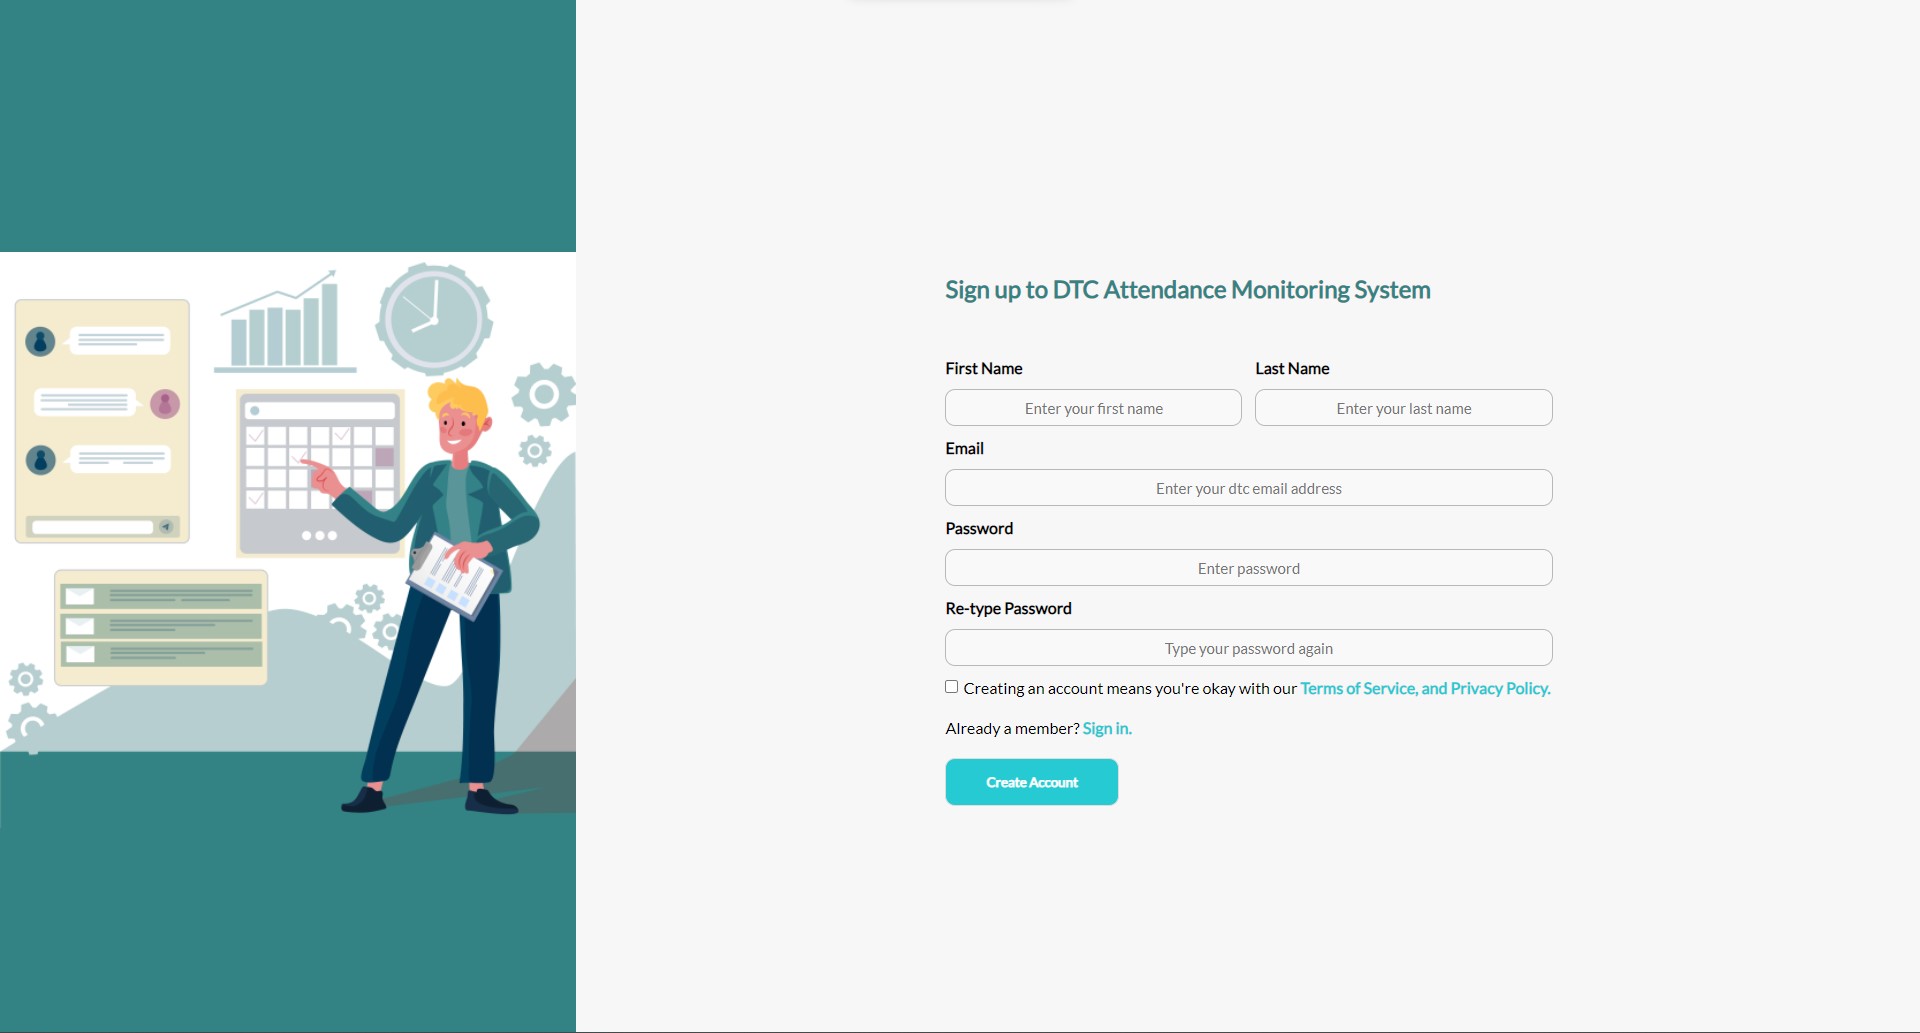 Sign up to DTC Attendance Monitoring System
First Name
Last Name
Enter your first name
Enter your last name
Email
Enter your dtc email address
Password
Enter password
Re-type Password
Type your password again
Creating an account means you're okay with our Terms of Service, and Privacy Policy.
Already a member? Sign in.
Create Account